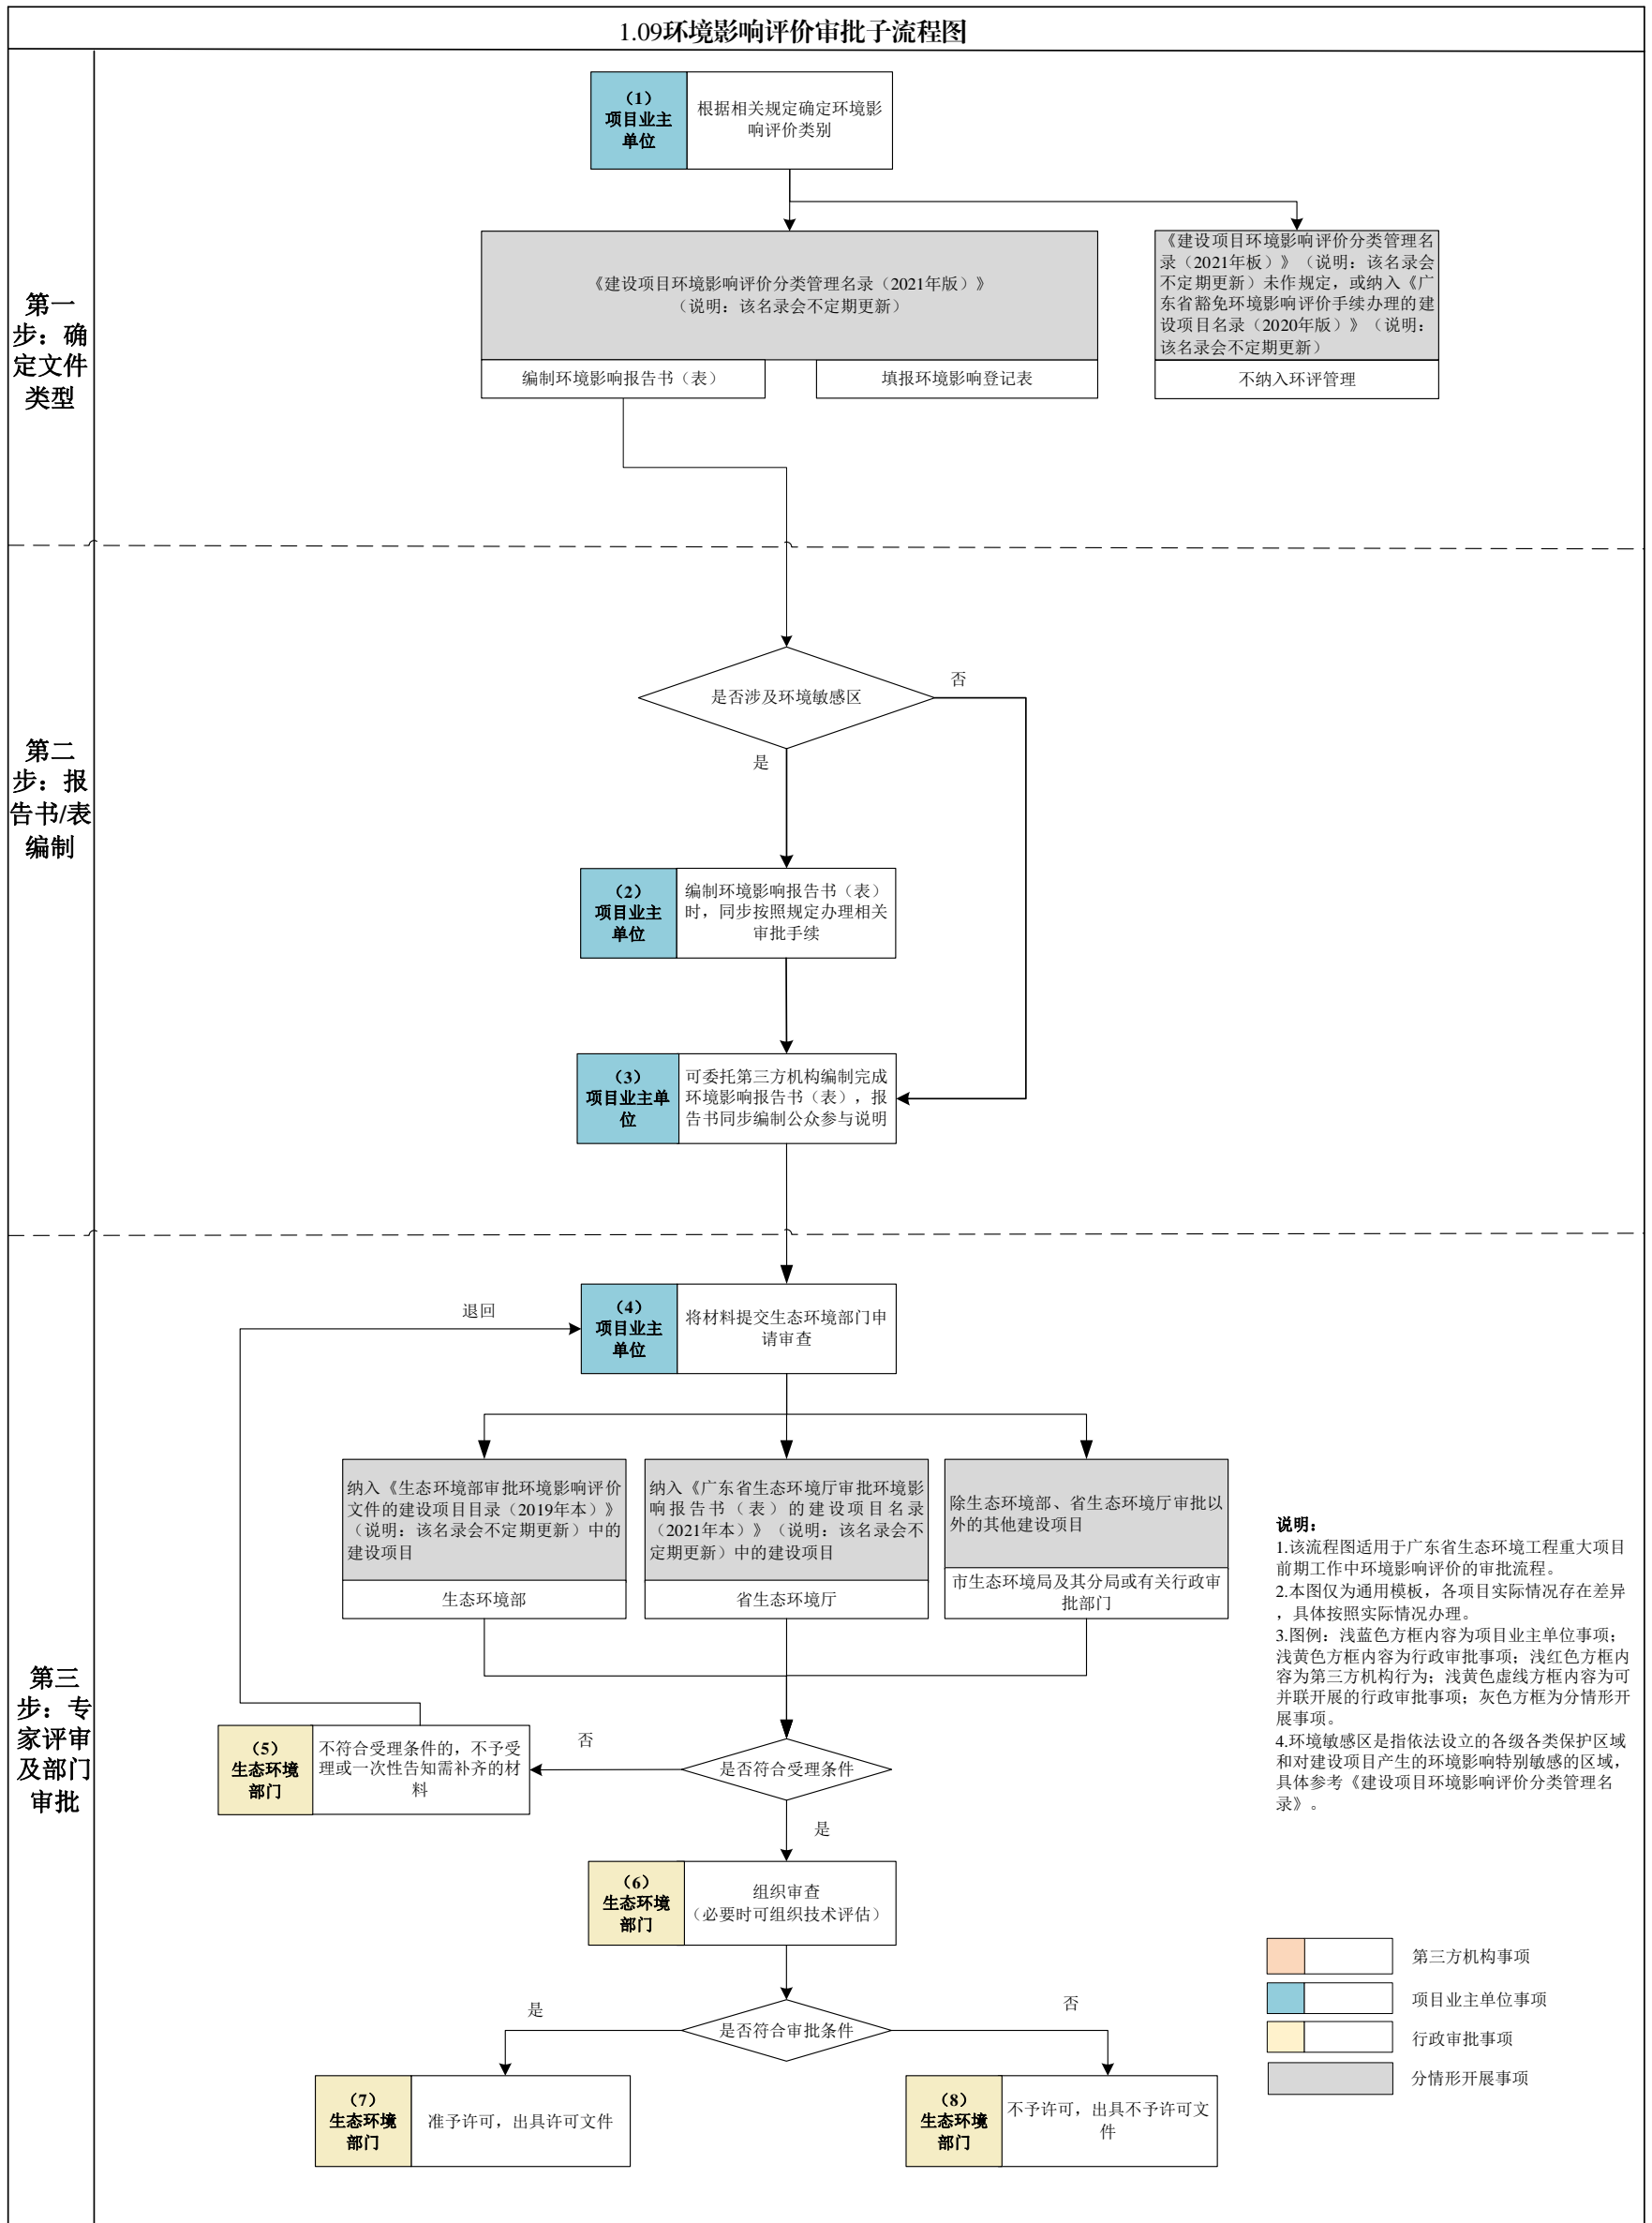 1.09环境影响评价审批子流程图
第一
步：确
定文件
类型
（1）
项目业主
单位
根据相关规定确定环境影
响评价类别
《建设项目环境影响评价分类管理名录（2021年版）》
（说明：该名录会不定期更新）
编制环境影响报告书（表）
填报环境影响登记表
《建设项目环境影响评价分类管理名
录（2021年板）》（说明：该名录会
不定期更新）未作规定，或纳入《广
东省豁免环境影响评价手续办理的建
设项目名录（2020年版）》（说明：
该名录会不定期更新）
不纳入环评管理
第二
步：报
告书/表
编制
是否涉及环境敏感区
否
是
（2）
项目业主
单位
编制环境影响报告书（表）
时，同步按照规定办理相关
审批手续
（3）
项目业主单
位
可委托第三方机构编制完成
环境影响报告书（表），报
告书同步编制公众参与说明
第三
步：专
家评审
及部门
审批
退回
（4）
项目业主
单位
将材料提交生态环境部门申
请审查
纳入《生态环境部审批环境影响评价
文件的建设项目目录（2019年本）》
（说明：该名录会不定期更新）中的
建设项目
生态环境部
纳入《广东省生态环境厅审批环境影
响报告书（表）的建设项目名录
（2021年本）》（说明：该名录会不
定期更新）中的建设项目
省生态环境厅
除生态环境部、省生态环境厅审批以
外的其他建设项目
市生态环境局及其分局或有关行政审
批部门
（5）
生态环境
部门
不符合受理条件的，不予受
理或一次性告知需补齐的材
料
否
是否符合受理条件
是
（6）
生态环境
部门
组织审查
（必要时可组织技术评估）
是
是否符合审批条件
否
（7）
生态环境
部门
准予许可，出具许可文件
（8）
生态环境
部门
不予许可，出具不予许可文
件
说明：
1.该流程图适用于广东省生态环境工程重大项目
前期工作中环境影响评价的审批流程。
2.本图仅为通用模板，各项目实际情况存在差异
，具体按照实际情况办理。
3.图例：浅蓝色方框内容为项目业主单位事项；
浅黄色方框内容为行政审批事项；浅红色方框内
容为第三方机构行为；浅黄色虚线方框内容为可
并联开展的行政审批事项；灰色方框为分情形开
展事项。
4.环境敏感区是指依法设立的各级各类保护区域
和对建设项目产生的环境影响特别敏感的区域，
具体参考《建设项目环境影响评价分类管理名
录》。
第三方机构事项
项目业主单位事项
行政审批事项
分情形开展事项